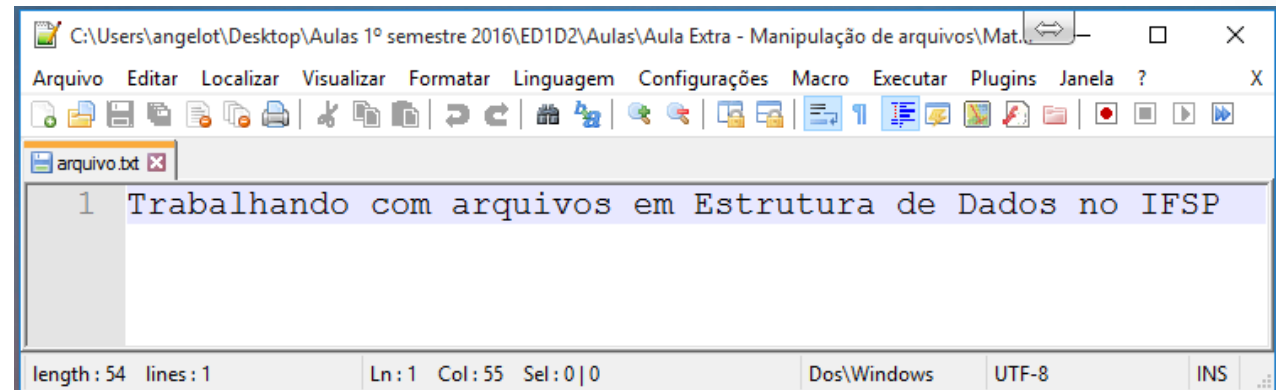 C:\Users\angelot\Desktop\Aulas 1º semestre 2016\ED1D2\Aulas\Aula Extra - Manipulação de arquivos\Mat...
Arquivo Editar Localizar Visualizar Formatar Linguagem Configurações Macro Executar Plugins Janela ? X
arquivo.txt
1 Trabalhando com arquivos em Estrutura de Dados no IFSP
length : 54 lines : 1 Ln : 1 Col : 55 Sel : 0 | 0 Dos\Windows UTF-8 INS